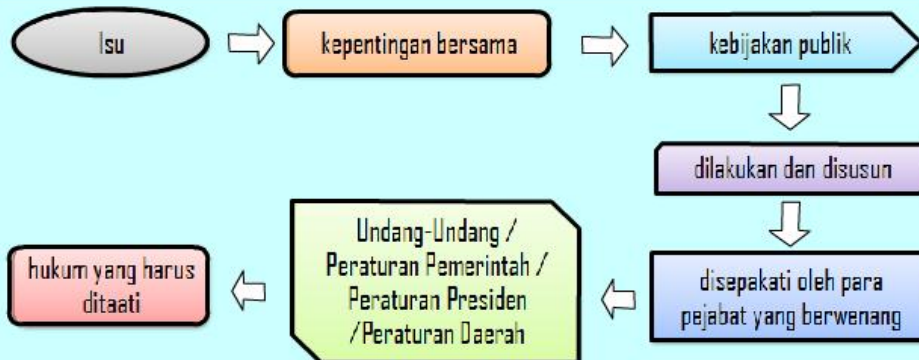 Isu
kepentingan bersama
kebijakan publik
dilakukan dan disusun
disepakati oleh para
pejabat yang berwenang
Undang-Undang /
Peraturan Pemerintah /
Peraturan Presiden
/Peraturan Daerah
hukum yang harus
ditaati